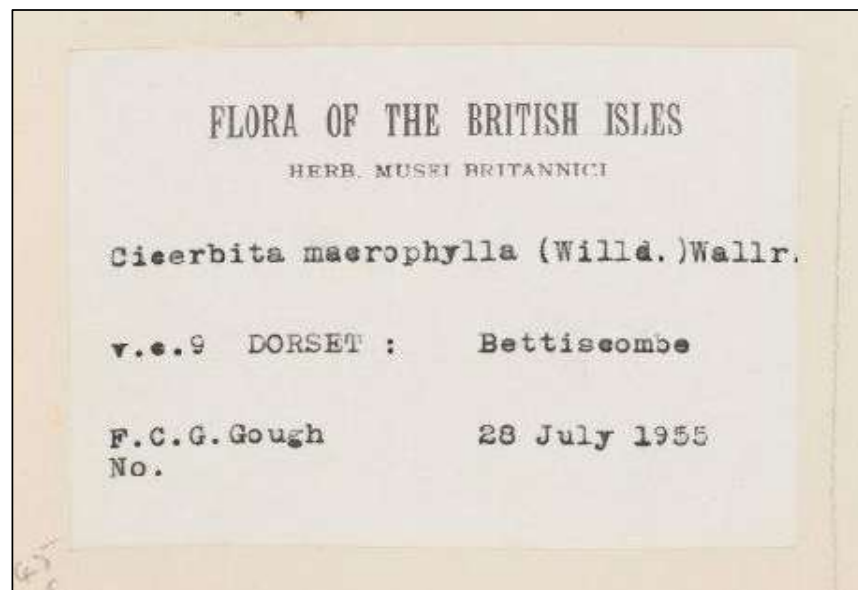 FLORA OF THE BRITISH ISLES
HERB. MUSEI BRITANNICI
Cicerbita macrophylla (Willd.)Wallr.
v.c.9 DORSET : Bettiscombe
F.C.G.Gough 28 July 1955
No.